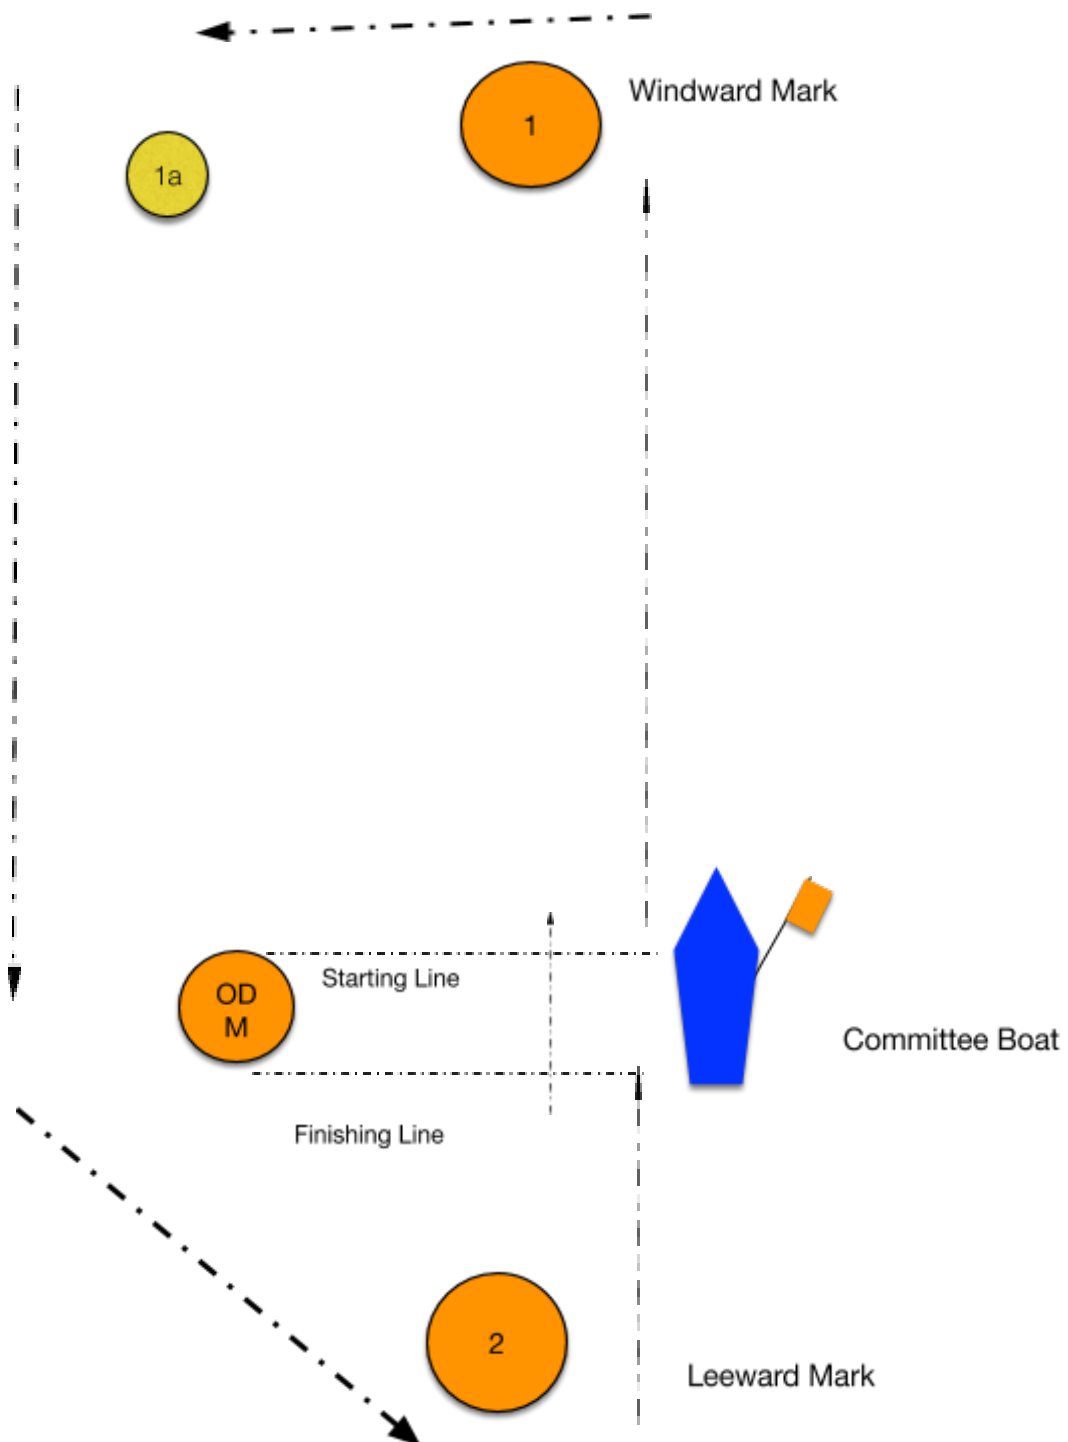 Windward Mark
1
1a
Starting Line
OD
M
Committee Boat
Finishing Line
2
Leeward Mark